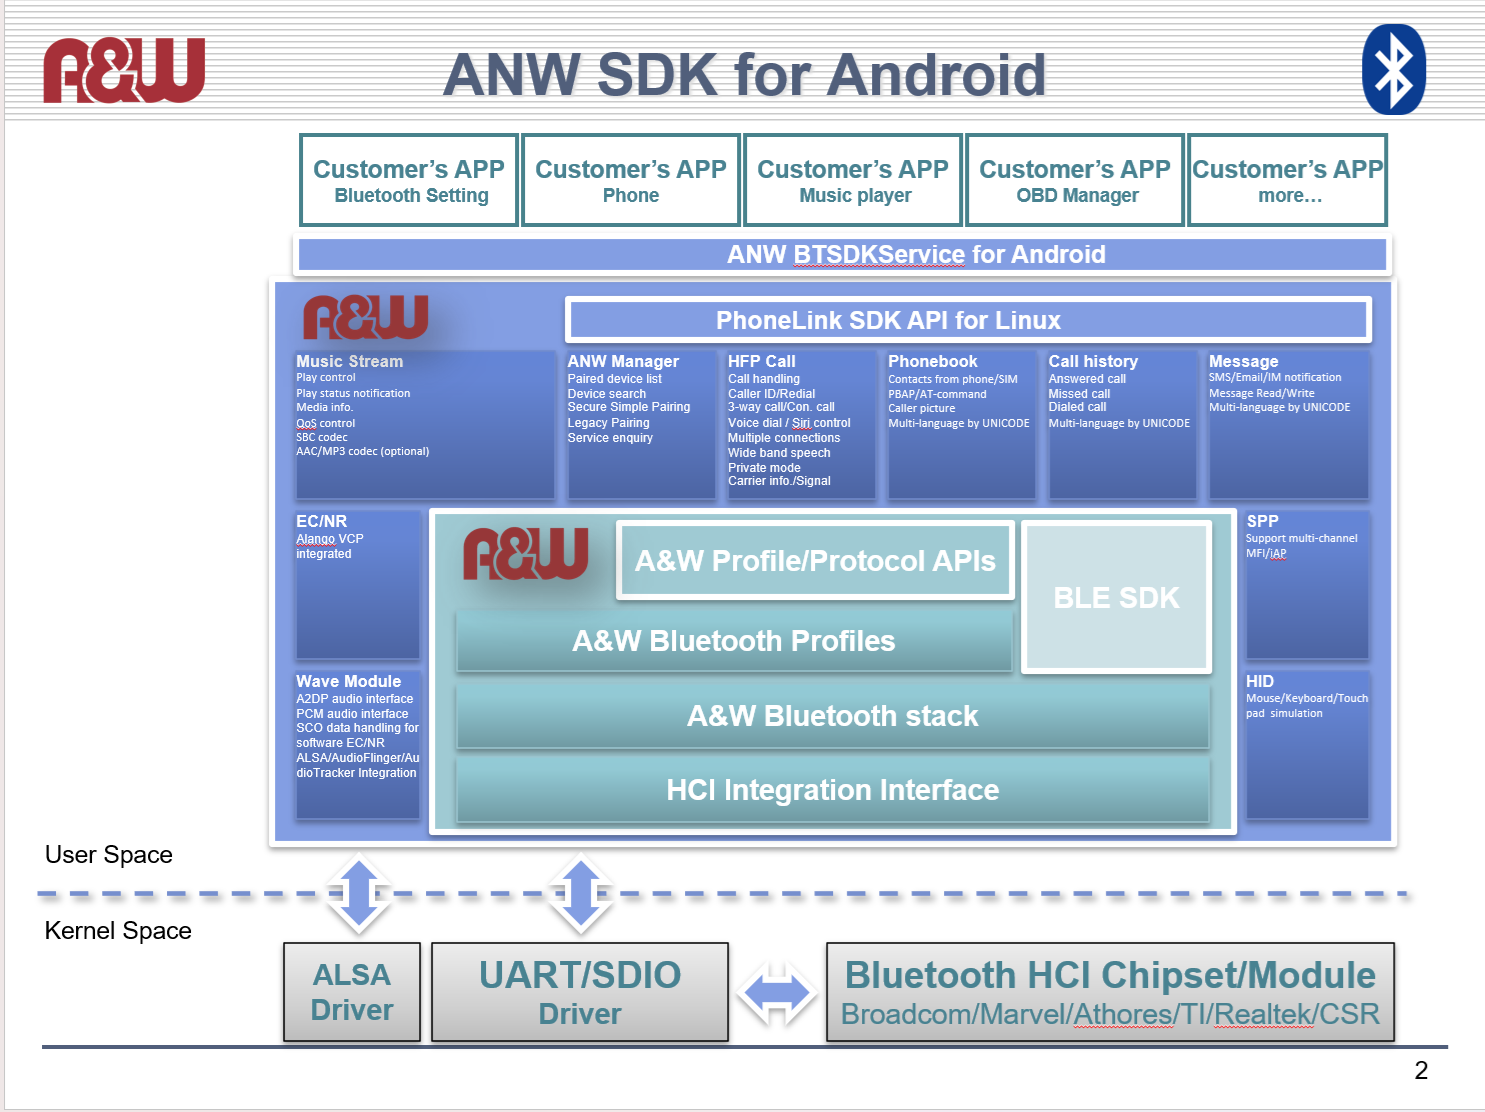 A&W
ANW SDK for Android
Customer's APP
Bluetooth Setting
Customer's APP
Phone
Customer's APP
Music player
Customer's APP
OBD Manager
Customer's APP
more...
ANW BTSDKService for Android
A&W
PhoneLink SDK API for Linux
Music Stream
Play control
Play status notification
Media info.
QoS control
SBC codec
AAC/MP3 codec (optional)
ANW Manager
Paired device list
Device search
Secure Simple Pairing
Legacy Pairing
Service enquiry
HFP Call
Call handling
Caller ID/Redial
3-way call/Con. call
Voice dial / Siri control
Multiple connections
Wide band speech
Private mode
Carrier info./Signal
Phonebook
Contacts from phone/SIM
PBAP/AT-command
Caller picture
Multi-language by UNICODE
Call history
Answered call
Missed call
Dialed call
Multi-language by UNICODE
Message
SMS/Email/IM notification
Message Read/Write
Multi-language by UNICODE
EC/NR
Alango VCP
integrated
Wave Module
A2DP audio interface
PCM audio interface
SCO data handling for
software EC/NR
ALSA/AudioFlinger/Au
dioTracker Integration
A&W
A&W Profile/Protocol APIs
BLE SDK
A&W Bluetooth Profiles
A&W Bluetooth stack
HCI Integration Interface
SPP
Support multi-channel
MFI/iAP
HID
Mouse/Keyboard/Touch
pad simulation
User Space
Kernel Space
ALSA
Driver
UART/SDIO
Driver
Bluetooth HCI Chipset/Module
Broadcom/Marvel/Athores/TI/Realtek/CSR
2